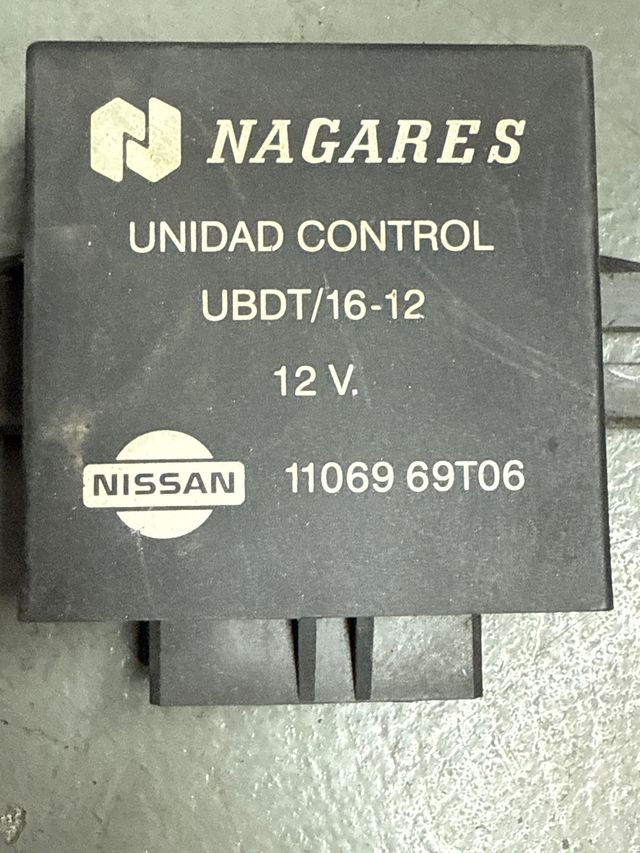 NAGARES
UNIDAD CONTROL
UBDT/16-12
12 V.
NISSAN 11069 69T06